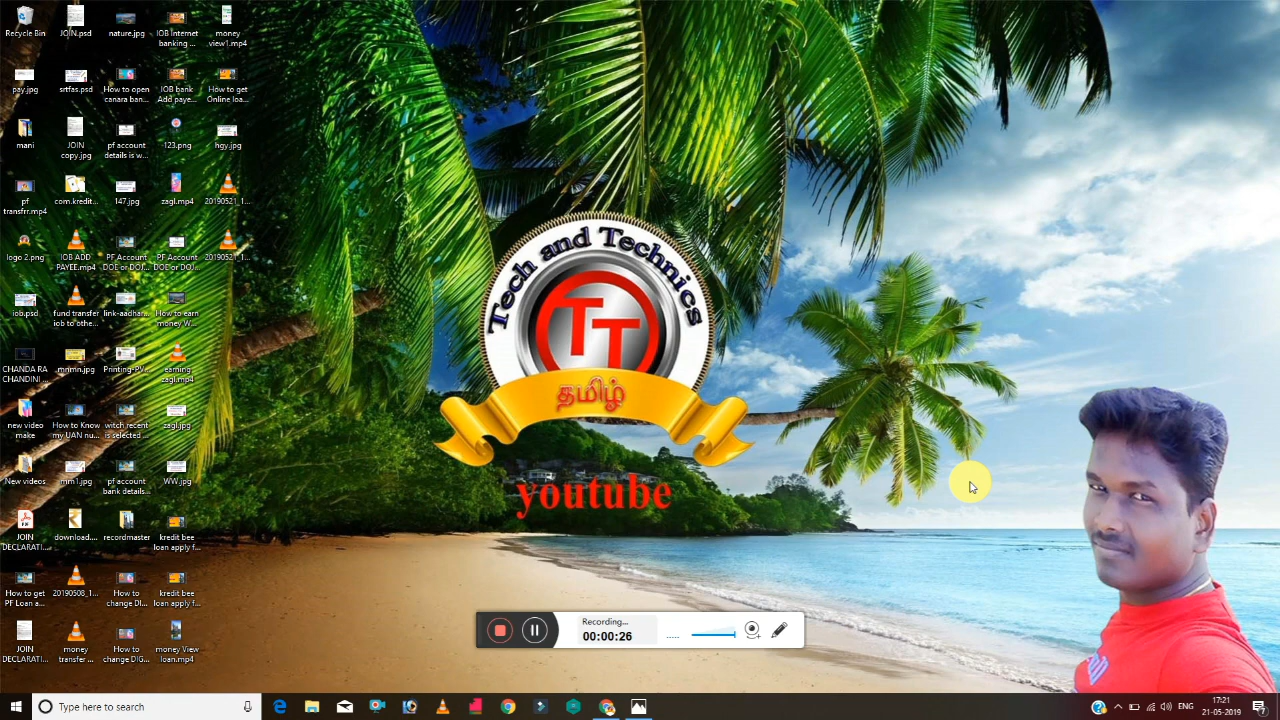 Recycle Bin
JOIN.psd
nature.jpg
IOB Internet
banking ...
money
view1.mp4
pay.jpg
srtfas.psd
How to open
canara ban...
IOB bank
Add paye...
How to get
Online loa...
mani
JOIN
copy.jpg
pf account
details is w...
123.png
hgy.jpg
pf
transfrr.mp4
com.kredit...
147.jpg
zagl.mp4
20190521_1...
logo 2.png
IOB ADD
PAYEE.mp4
PF Account
DOE or DOJ...
PF Account
DOE or DOJ...
20190521_1...
iob.psd
fund transfer
iob to othe...
link-aadhar...
How to earn
money W...
CHANDA RA
CHANDINI ...
mnmn.jpg
Printing-PV...
earning
zagl.mp4
new video
make
How to Know
my UAN nu...
witch recent
is selected ...
zagl.jpg
New videos
mm1.jpg
pf account
bank details...
WW.jpg
JOIN
DECLARATI...
download....
recordmaster
kredit bee
loan apply f...
How to get
PF Loan a...
20190508_1...
How to
change DI...
kredit bee
loan apply f...
JOIN
DECLARATI...
money
transfer ...
How to
change DIG...
money View
loan.mp4
Tech and Technics
TT
தமிழ்
youtube
Recording...
00:00:26
Type here to search
ENG
17:21
21-05-2019